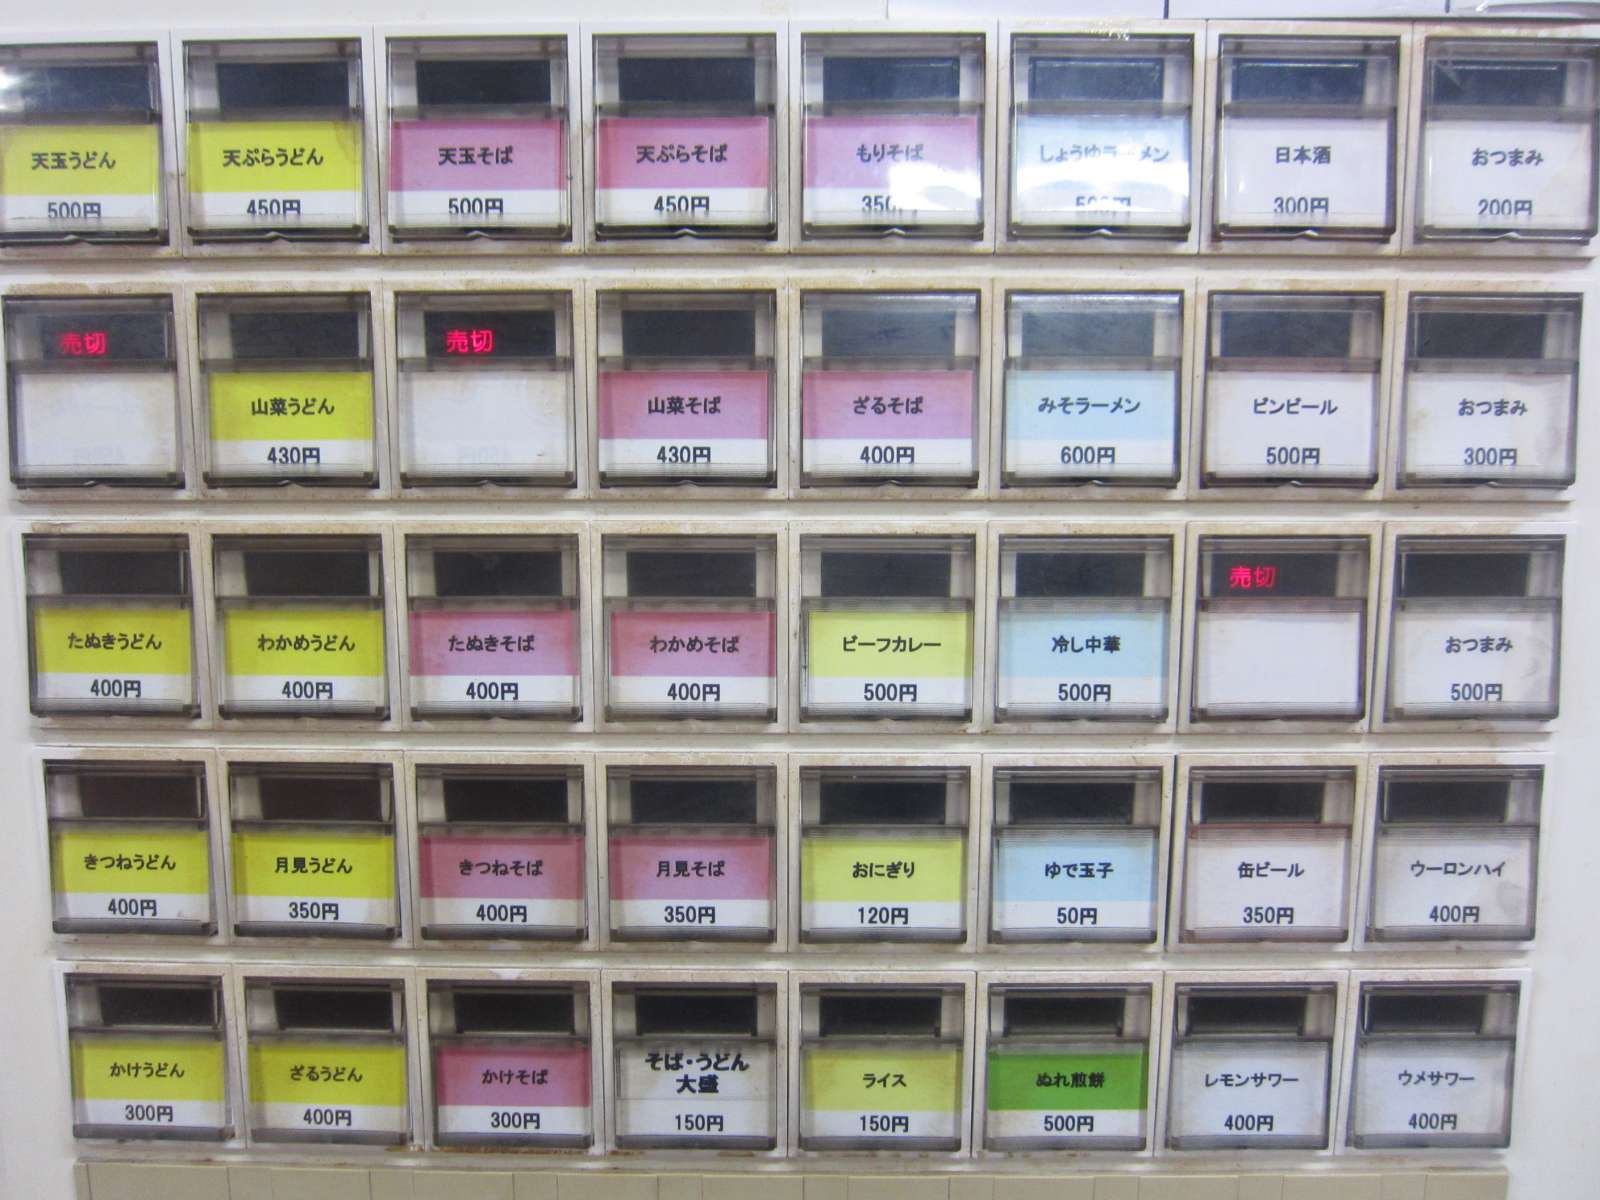 天玉うどん
500円
天ぷらうどん
450円
天玉そば
500円
天ぷらそば
450円
もりそば
350円
しょうゆラーメン
500円
日本酒
300円
おつまみ
200円
売切
山菜うどん
430円
売切
山菜そば
430円
ざるそば
400円
みそラーメン
600円
ビンビール
500円
おつまみ
300円
たぬきうどん
400円
わかめうどん
400円
たぬきそば
400円
わかめそば
400円
ビーフカレー
500円
冷し中華
500円
売切
おつまみ
500円
きつねうどん
400円
月見うどん
350円
きつねそば
400円
月見そば
350円
おにぎり
120円
ゆで玉子
50円
缶ビール
350円
ウーロンハイ
400円
かけうどん
300円
ざるうどん
400円
かけそば
300円
そば・うどん
大盛
150円
ライス
150円
ぬれ煎餅
500円
レモンサワー
400円
ウメサワー
400円